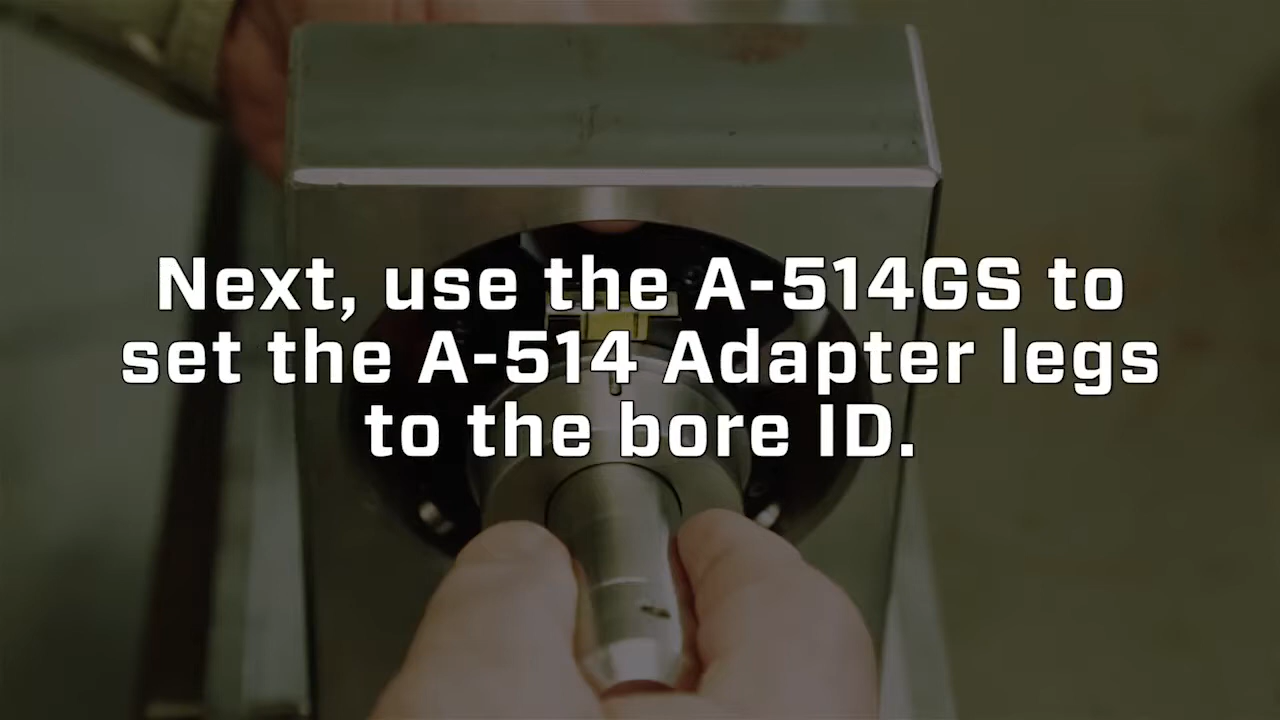 Next, use the A-514GS to
set the A-514 Adapter legs
to the bore ID.